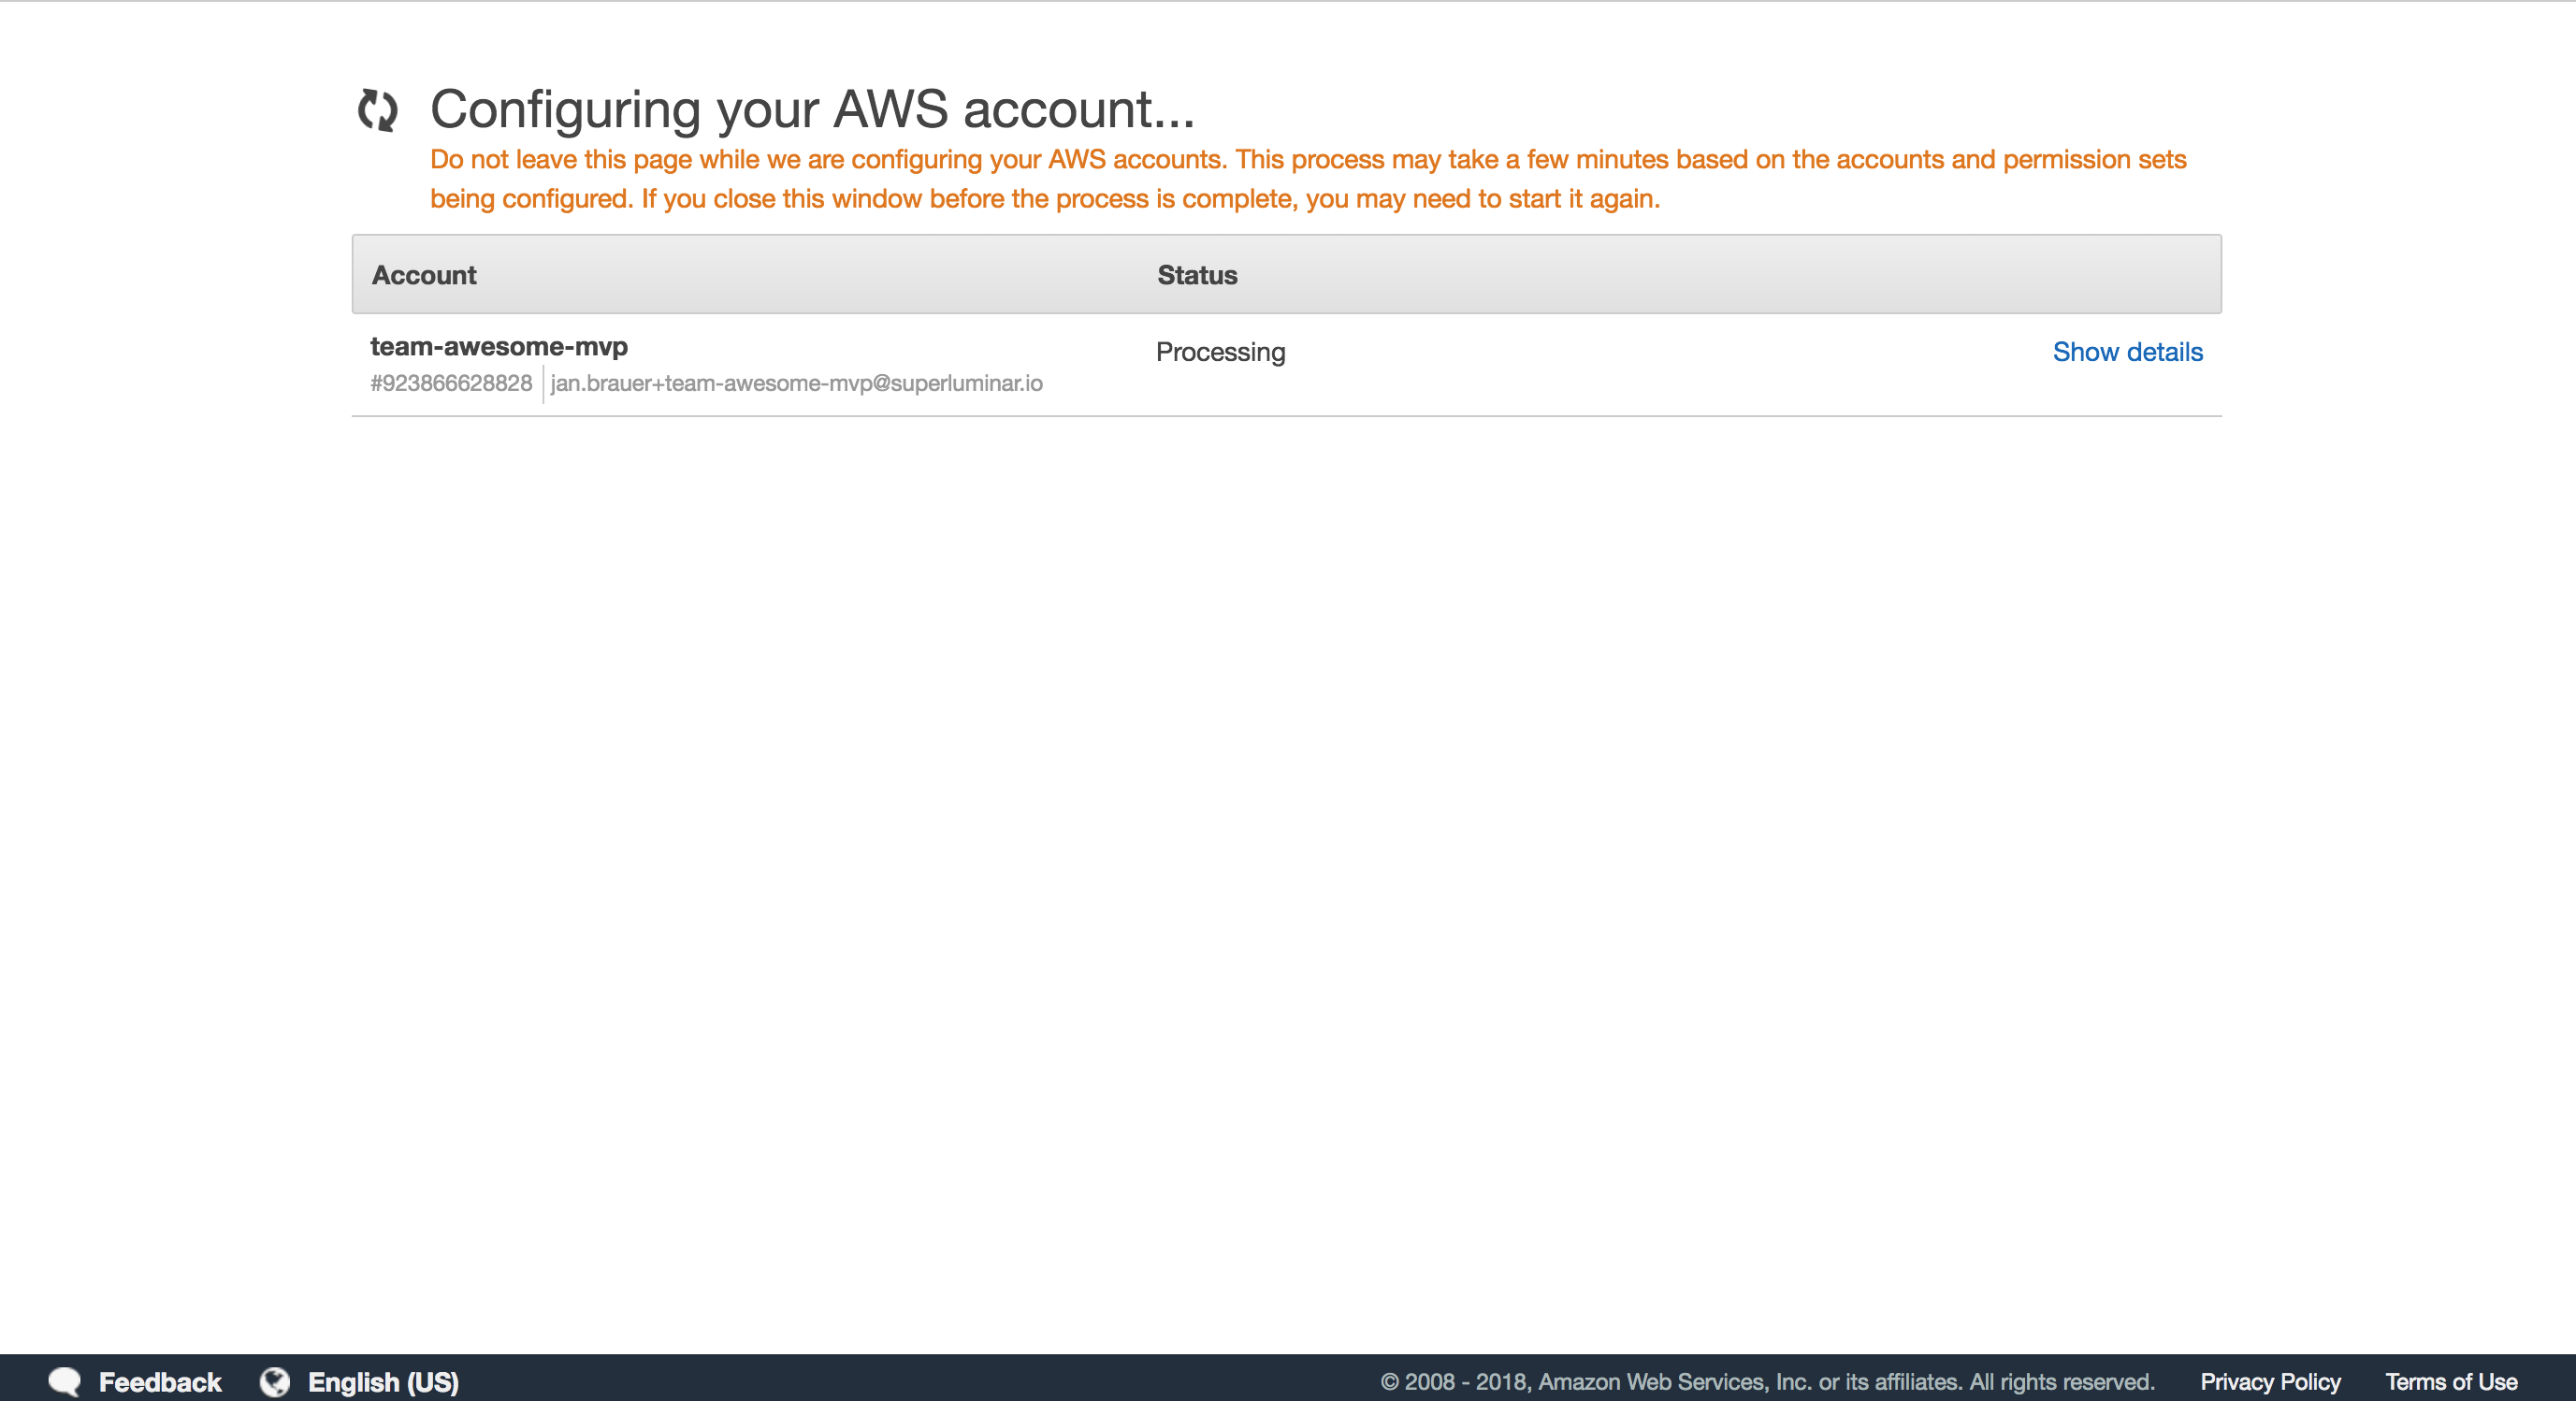 Configuring your AWS account...
Do not leave this page while we are configuring your AWS accounts. This process may take a few minutes based on the accounts and permission sets
being configured. If you close this window before the process is complete, you may need to start it again.
Account Status
team-awesome-mvp Processing Show details
#923866628828 jan.brauer+team-awesome-mvp@superluminar.io
Feedback English (US) © 2008 - 2018, Amazon Web Services, Inc. or its affiliates. All rights reserved. Privacy Policy Terms of Use